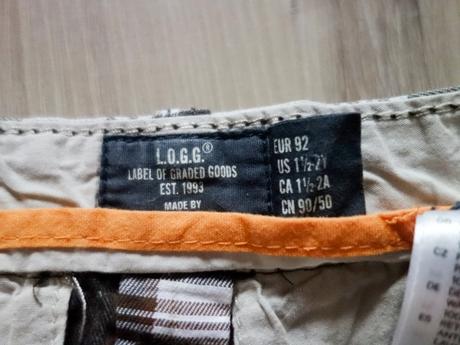 L.O.G.G.®
LABEL OF GRADED GOODS
EST. 1993
MADE BY
EUR 92
US 1½-2Y
CA 1½-2A
CN 90/50